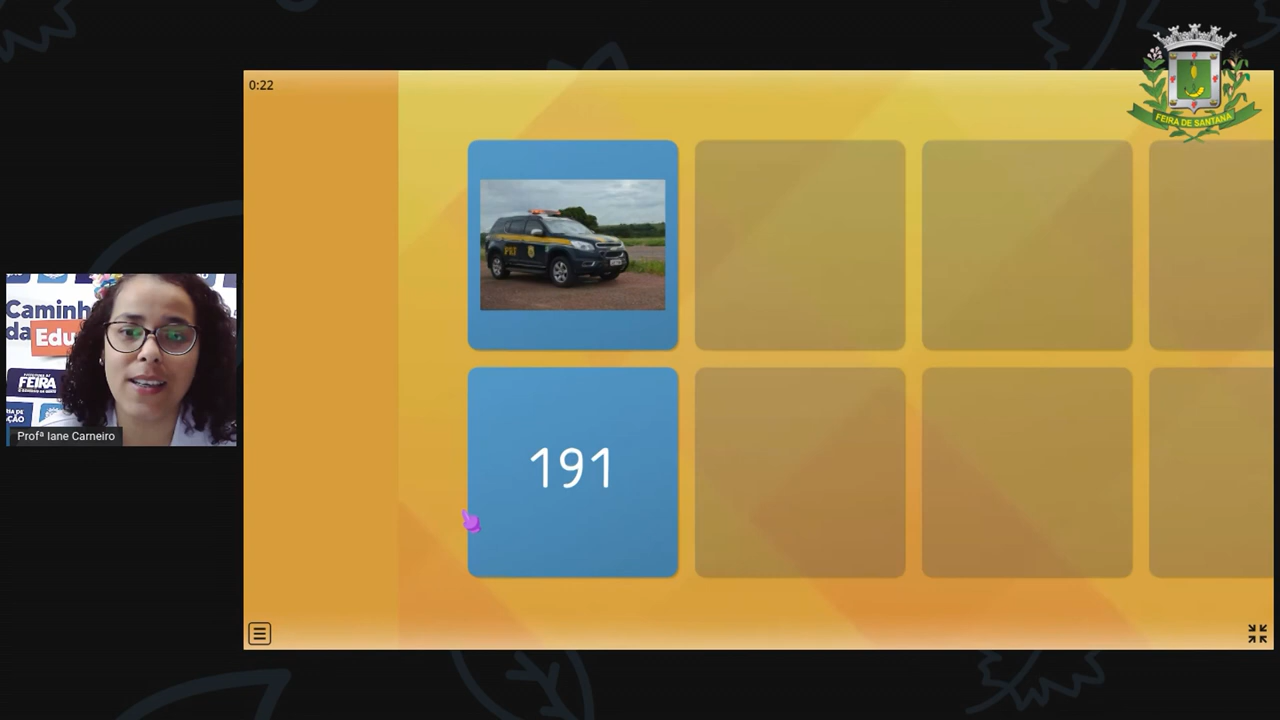 0:22
FEIRA DE SANTANA
PRF
191
Caminh
da Edu
FEIRA
Profª Iane Carneiro